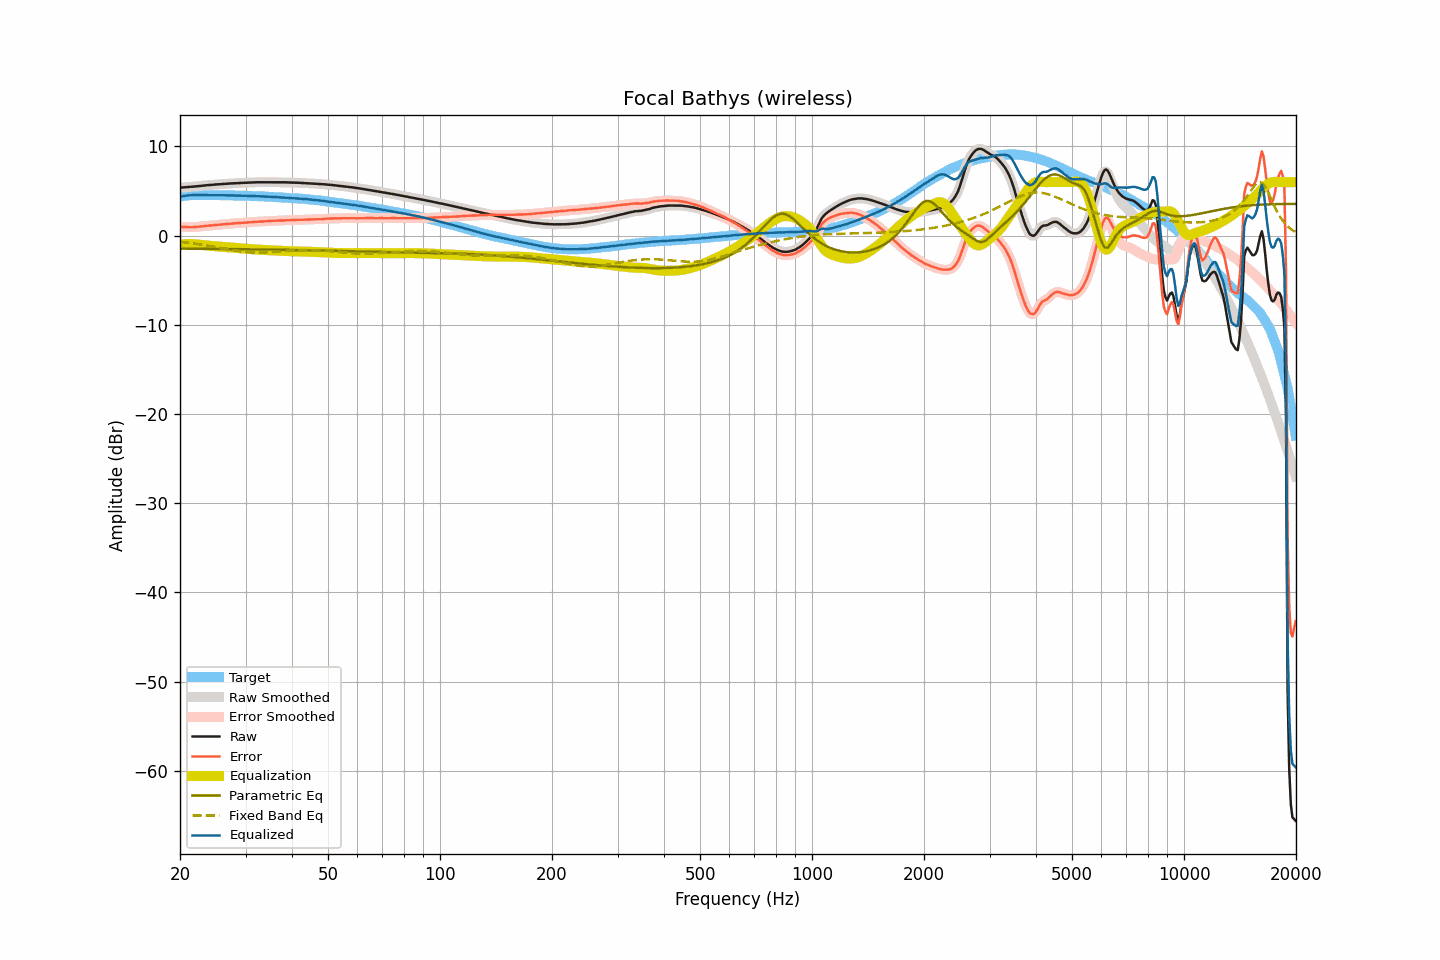 Focal Bathys (wireless)
10
0
−10
−20
−30
−40
−50
−60
Amplitude (dBr)
Target
Raw Smoothed
Error Smoothed
Raw
Error
Equalization
Parametric Eq
Fixed Band Eq
Equalized
20 50 100 200 500 1000 2000 5000 10000 20000
Frequency (Hz)